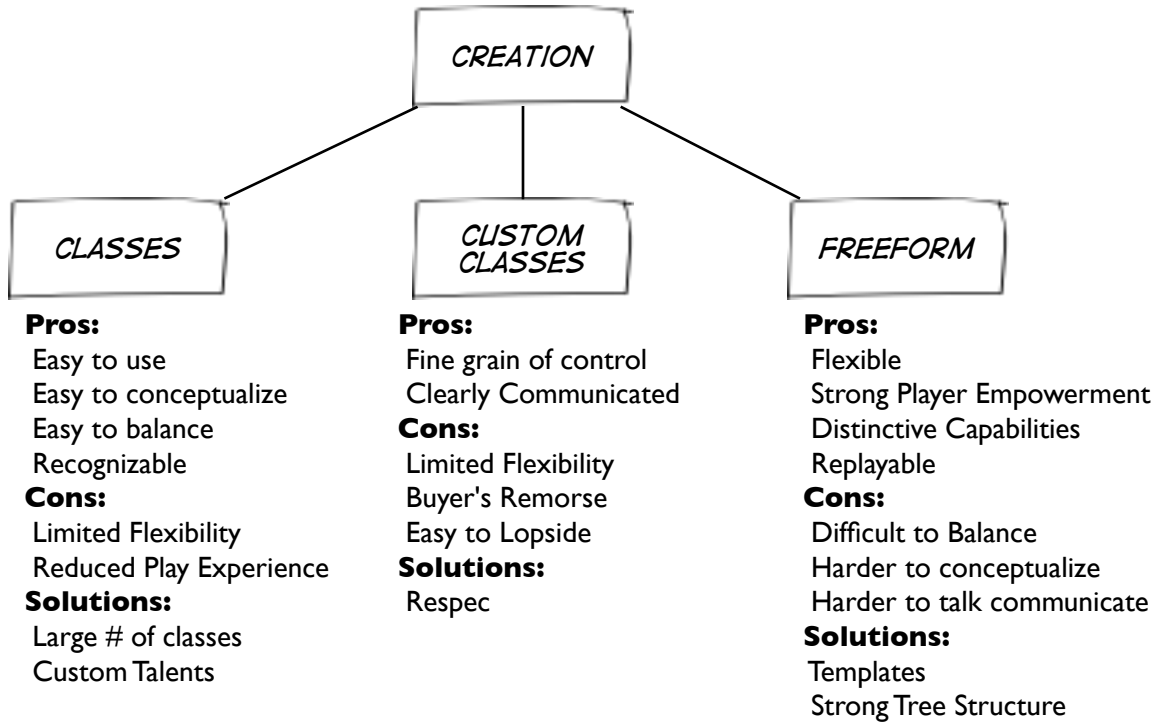 CREATION
CLASSES
Pros:
Easy to use
Easy to conceptualize
Easy to balance
Recognizable
Cons:
Limited Flexibility
Reduced Play Experience
Solutions:
Large # of classes
Custom Talents
CUSTOM
CLASSES
Pros:
Fine grain of control
Clearly Communicated
Cons:
Limited Flexibility
Buyer's Remorse
Easy to Lopside
Solutions:
Respec
FREEFORM
Pros:
Flexible
Strong Player Empowerment
Distinctive Capabilities
Replayable
Cons:
Difficult to Balance
Harder to conceptualize
Harder to talk communicate
Solutions:
Templates
Strong Tree Structure